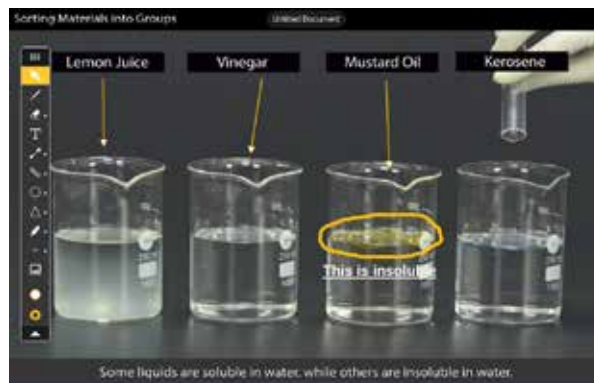 Sorting Materials into Groups
Untitled Document
Lemon Juice
Vinegar
Mustard Oil
Kerosene
This is insoluble
Some liquids are soluble in water, while others are insoluble in water.